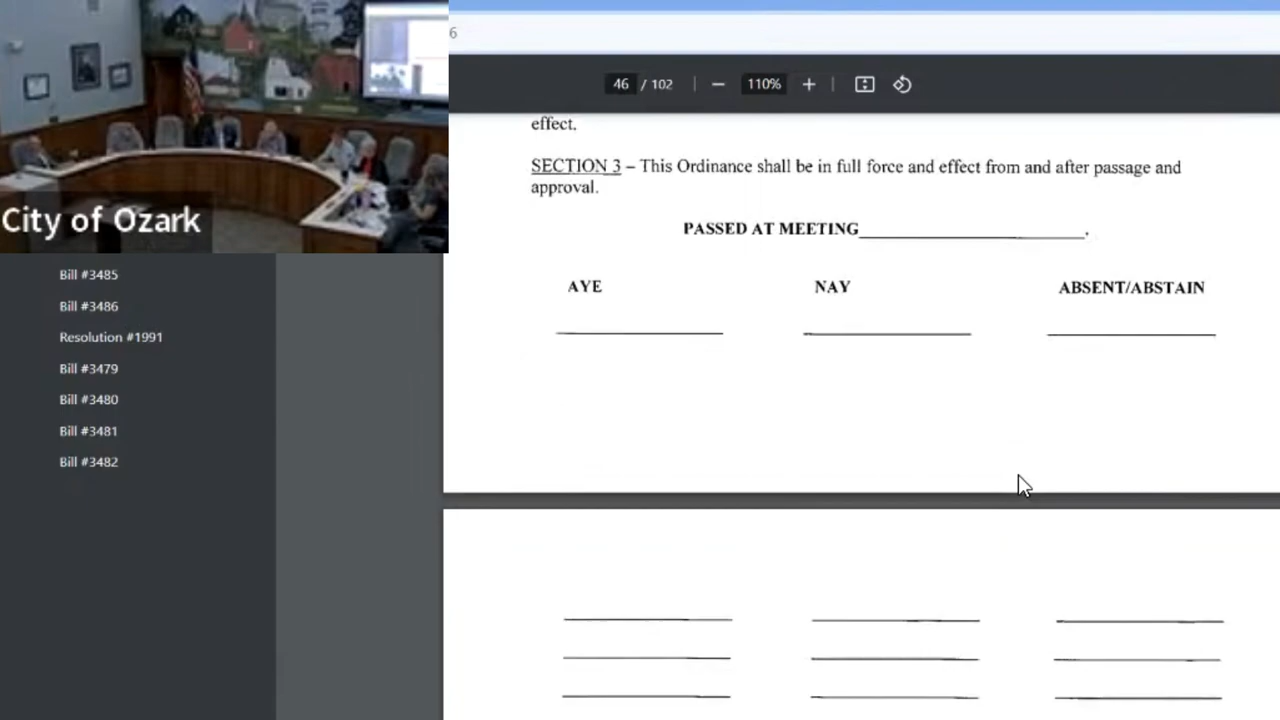 6
46 / 102
110%
effect.
SECTION 3 – This Ordinance shall be in full force and effect from and after passage and
approval.
PASSED AT MEETING____________________.
AYE NAY ABSENT/ABSTAIN
City of Ozark
Bill #3485
Bill #3486
Resolution #1991
Bill #3479
Bill #3480
Bill #3481
Bill #3482